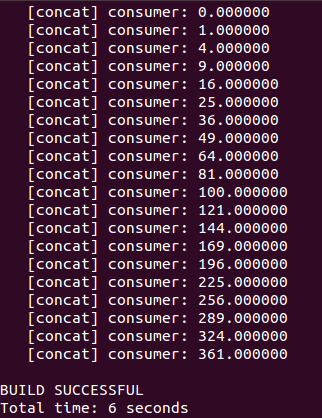 [concat] consumer: 0.000000
[concat] consumer: 1.000000
[concat] consumer: 4.000000
[concat] consumer: 9.000000
[concat] consumer: 16.000000
[concat] consumer: 25.000000
[concat] consumer: 36.000000
[concat] consumer: 49.000000
[concat] consumer: 64.000000
[concat] consumer: 81.000000
[concat] consumer: 100.000000
[concat] consumer: 121.000000
[concat] consumer: 144.000000
[concat] consumer: 169.000000
[concat] consumer: 196.000000
[concat] consumer: 225.000000
[concat] consumer: 256.000000
[concat] consumer: 289.000000
[concat] consumer: 324.000000
[concat] consumer: 361.000000
BUILD SUCCESSFUL
Total time: 6 seconds